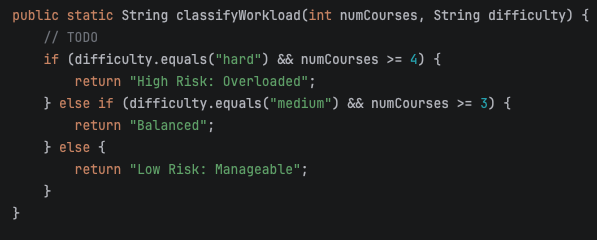 public static String classifyWorkload(int numCourses, String difficulty) {
    // TODO
    if (difficulty.equals("hard") && numCourses >= 4) {
        return "High Risk: Overloaded";
    } else if (difficulty.equals("medium") && numCourses >= 3) {
        return "Balanced";
    } else {
        return "Low Risk: Manageable";
    }
}